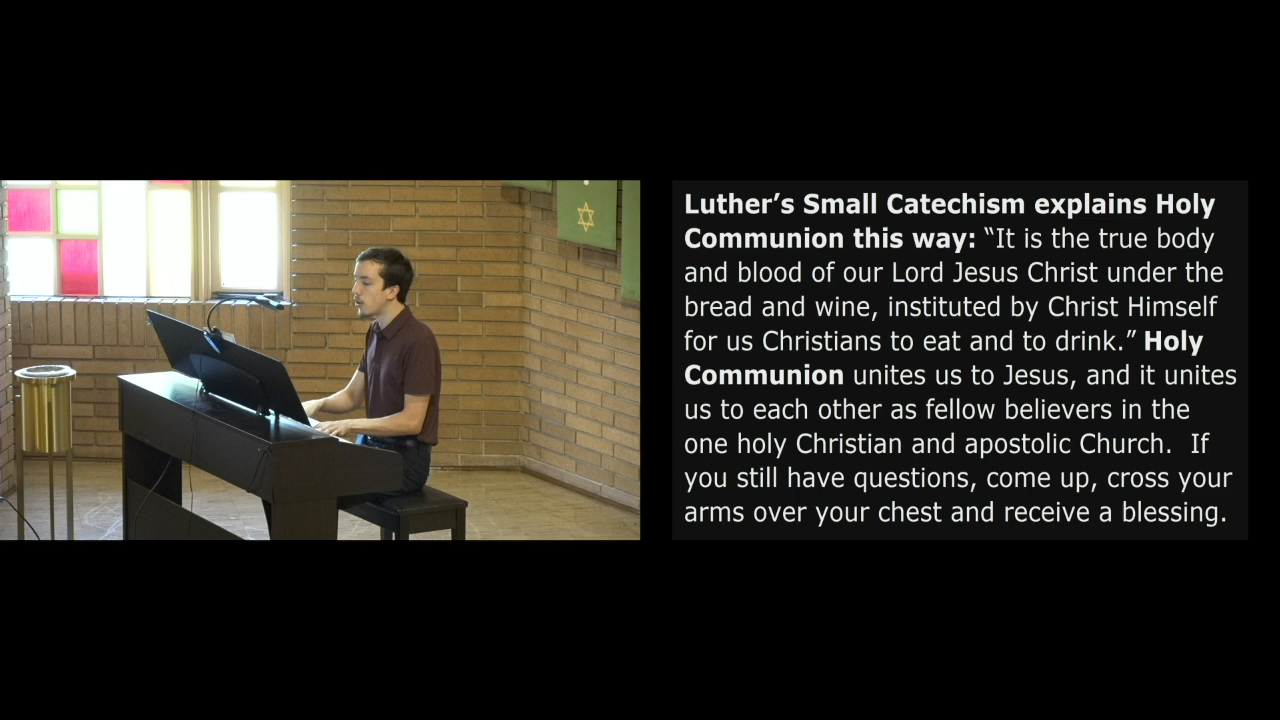 Luther’s Small Catechism explains Holy
Communion this way: “It is the true body
and blood of our Lord Jesus Christ under the
bread and wine, instituted by Christ Himself
for us Christians to eat and to drink.” Holy
Communion unites us to Jesus, and it unites
us to each other as fellow believers in the
one holy Christian and apostolic Church.  If
you still have questions, come up, cross your
arms over your chest and receive a blessing.